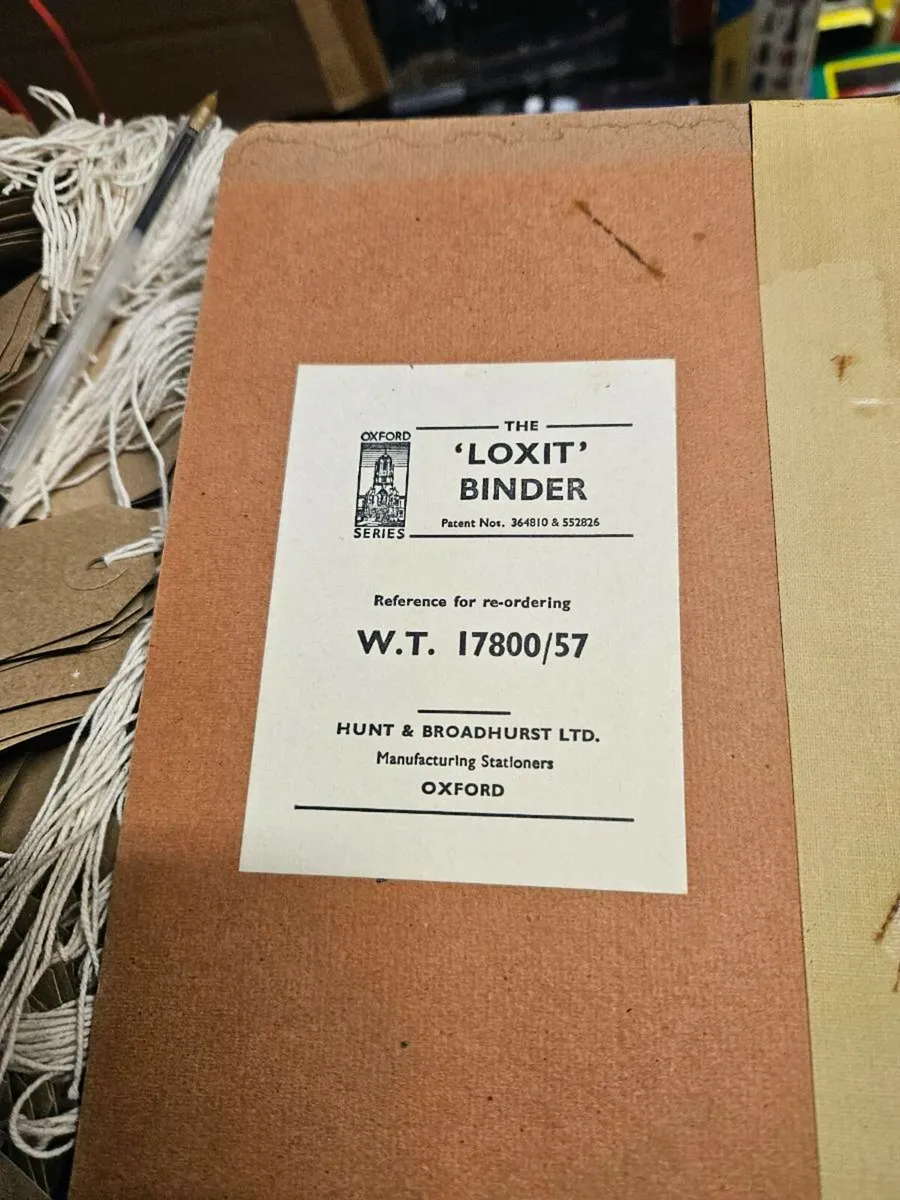 OXFORD
SERIES
THE
‘LOXIT’
BINDER
Patent Nos. 364810 & 552826
Reference for re-ordering
W.T. 17800/57
HUNT & BROADHURST LTD.
Manufacturing Stationers
OXFORD